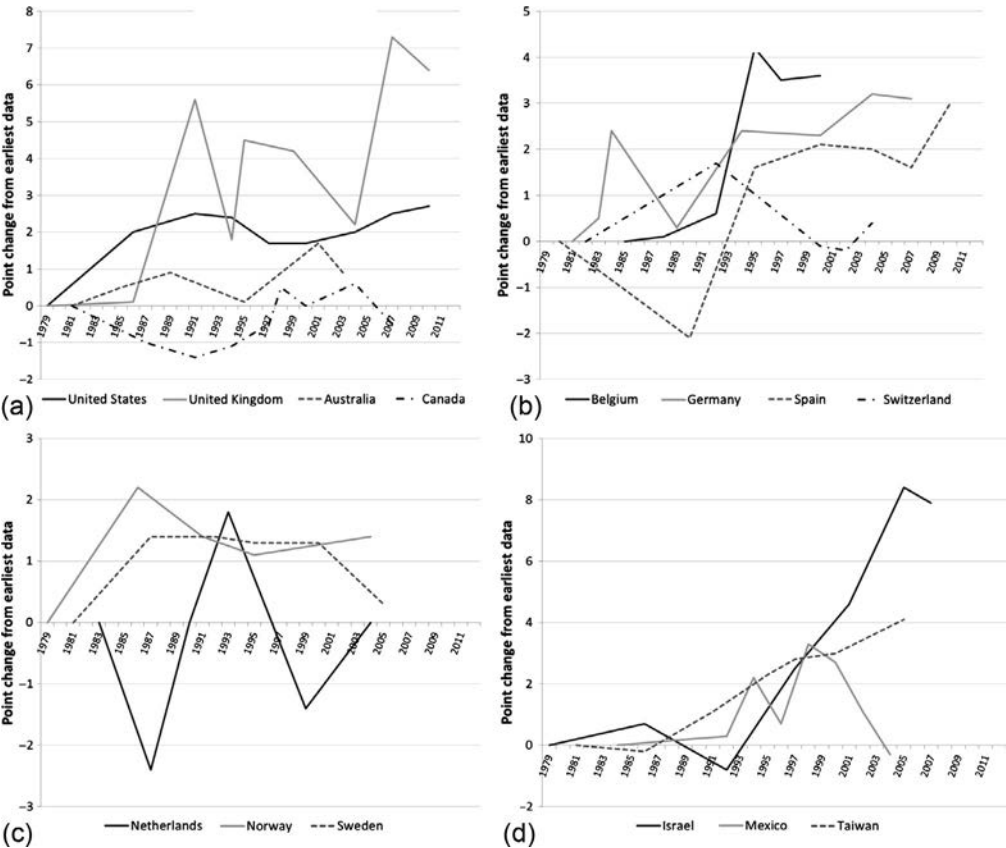 Point change from earliest data
8
7
6
5
4
3
2
1
0
−1
−2
1979 1981 1983 1985 1987 1989 1991 1993 1995 1997 1999 2001 2003 2005 2007 2009 2011
(a) United States United Kingdom Australia Canada
Point change from earliest data
5
4
3
2
1
0
−1
−2
−3
1979 1981 1983 1985 1987 1989 1991 1993 1995 1997 1999 2001 2003 2005 2007 2009 2011
(b) Belgium Germany Spain Switzerland
Point change from earliest data
3
2
1
0
−1
−2
−3
1979 1981 1983 1985 1987 1989 1991 1993 1995 1997 1999 2001 2003 2005 2007 2009 2011
(c) Netherlands Norway Sweden
Point change from earliest data
10
8
6
4
2
0
−2
1979 1981 1983 1985 1987 1989 1991 1993 1995 1997 1999 2001 2003 2005 2007 2009 2011
(d) Israel Mexico Taiwan